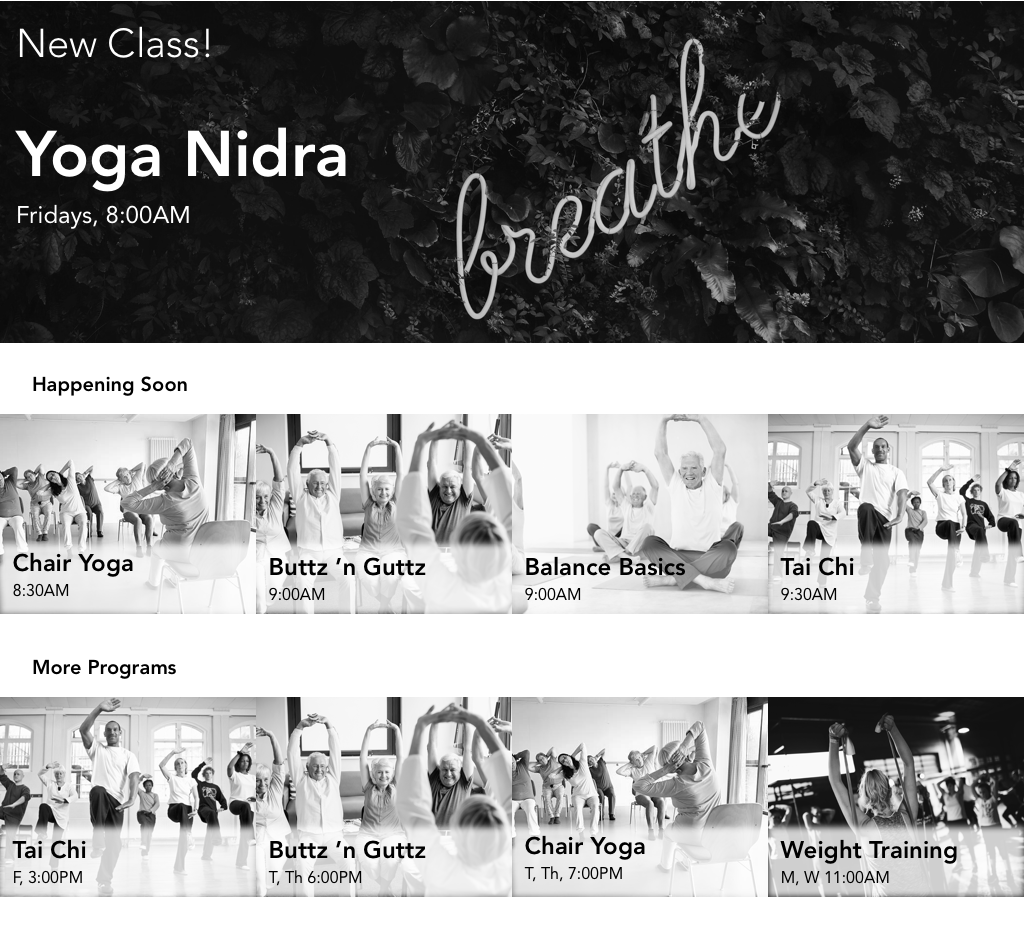 New Class!
Yoga Nidra
Fridays, 8:00AM
breathe
Happening Soon
Chair Yoga
8:30AM
Buttz ’n Guttz
9:00AM
Balance Basics
9:00AM
Tai Chi
9:30AM
More Programs
Tai Chi
F, 3:00PM
Buttz ’n Guttz
T, Th 6:00PM
Chair Yoga
T, Th, 7:00PM
Weight Training
M, W 11:00AM